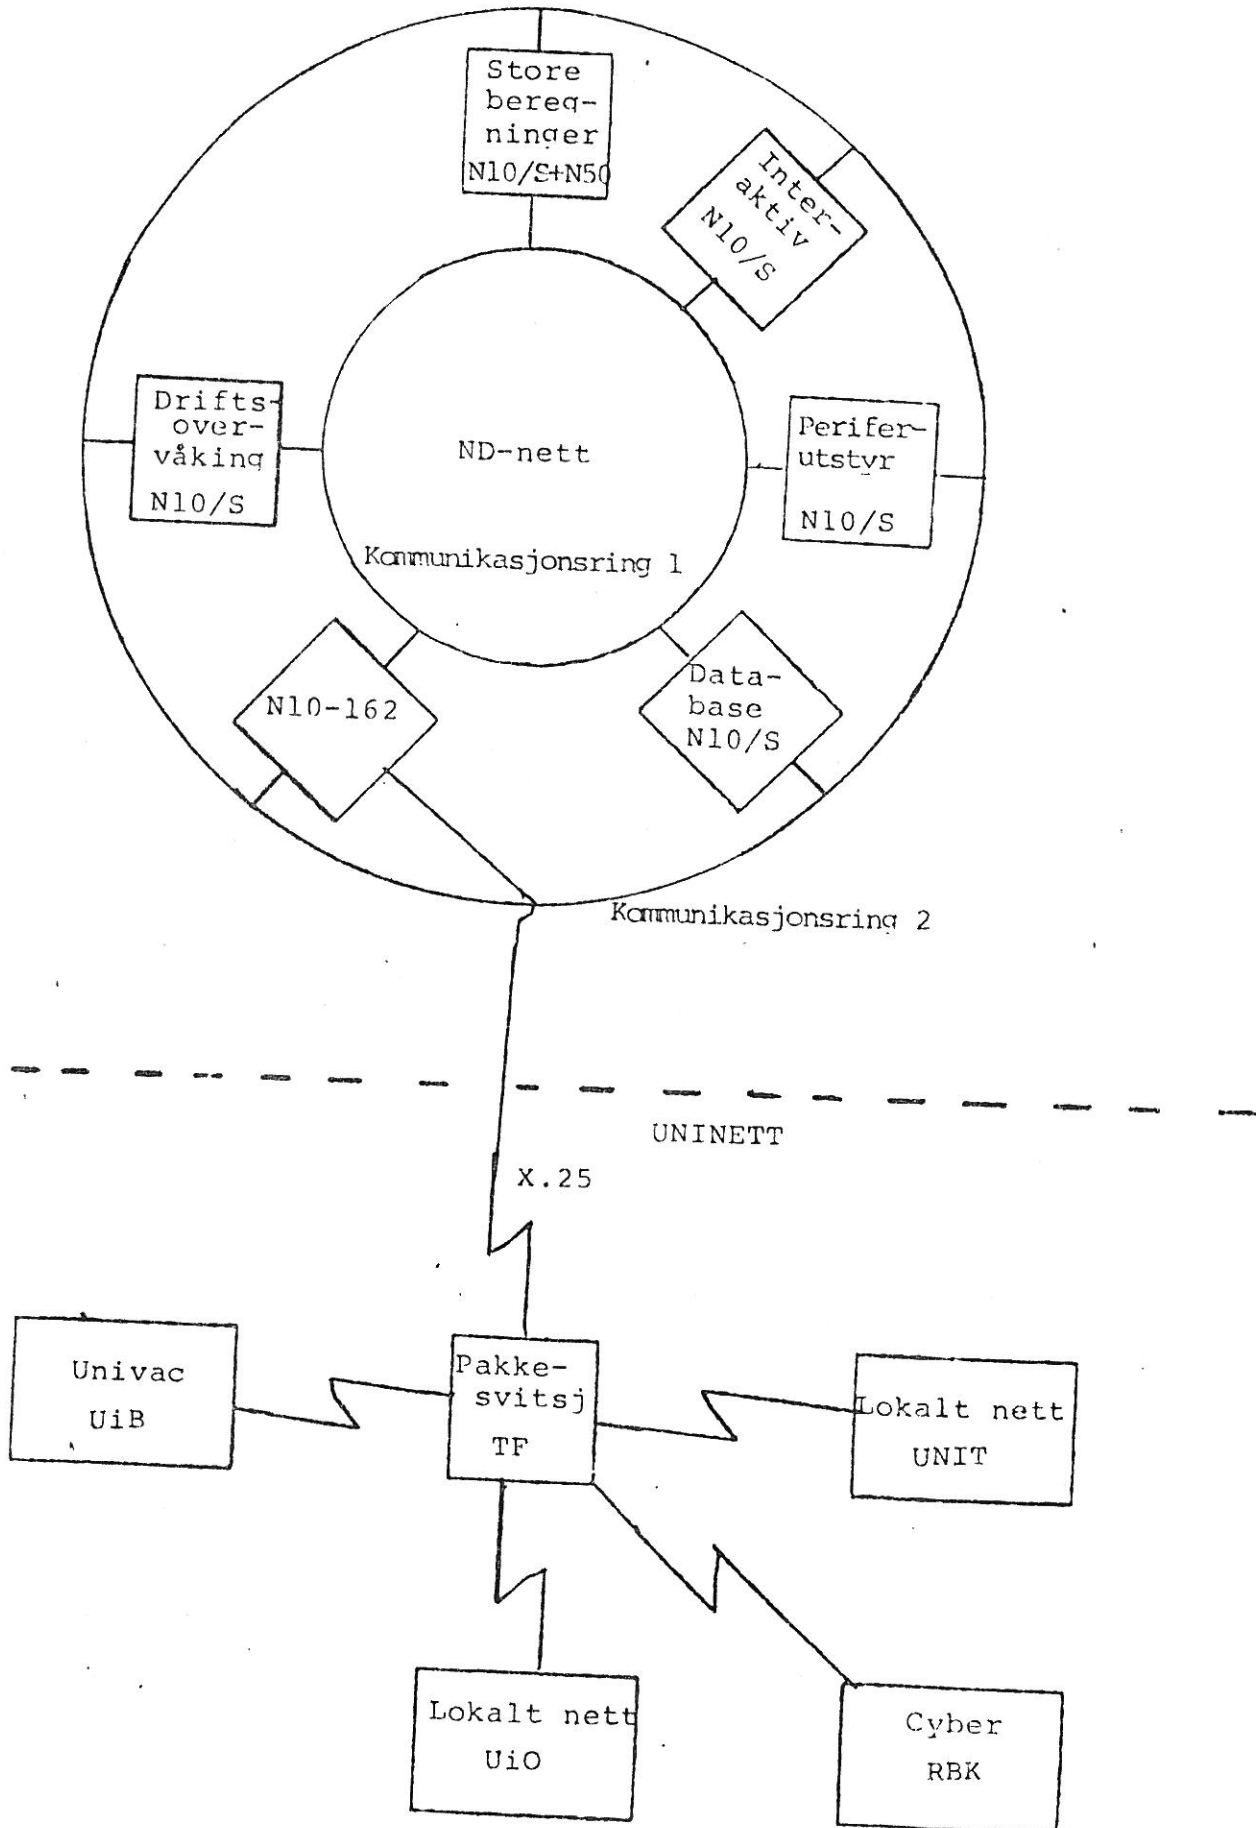 Store
bereg-
ninger
N10/S+N50
Inter-
aktiv
N10/S
Drifts-
over-
våking
N10/S
ND-nett
Perifer-
utstyr
N10/S
Kommunikasjonsring 1
N10-162
Data-
base
N10/S
Kommunikasjonsring 2
UNINETT
X.25
Univac
UiB
Pakke-
svitsj
TF
Lokalt nett
UNIT
Lokalt nett
UiO
Cyber
RBK